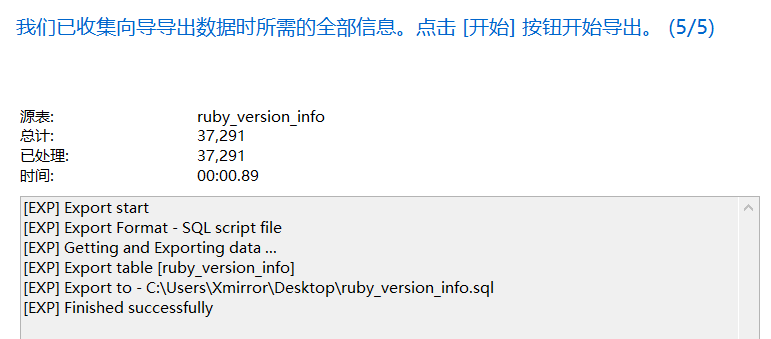 我们已收集向导导出数据时所需的全部信息。点击 [开始] 按钮开始导出。 (5/5)
源表: ruby_version_info
总计: 37,291
已处理: 37,291
时间: 00:00.89
[EXP] Export start
[EXP] Export Format - SQL script file
[EXP] Getting and Exporting data ...
[EXP] Export table [ruby_version_info]
[EXP] Export to - C:\Users\Xmirror\Desktop\ruby_version_info.sql
[EXP] Finished successfully